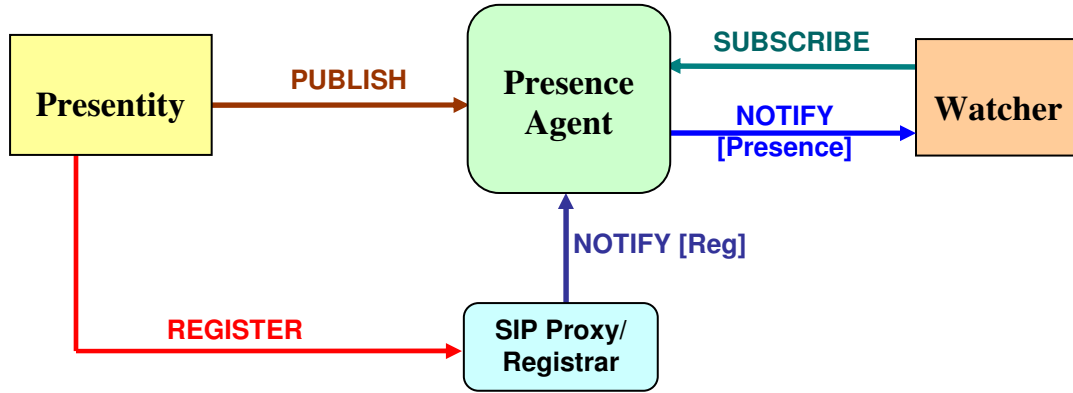 SUBSCRIBE
Presentity
PUBLISH
Presence
Agent
NOTIFY
[Presence]
Watcher
NOTIFY [Reg]
REGISTER
SIP Proxy/
Registrar